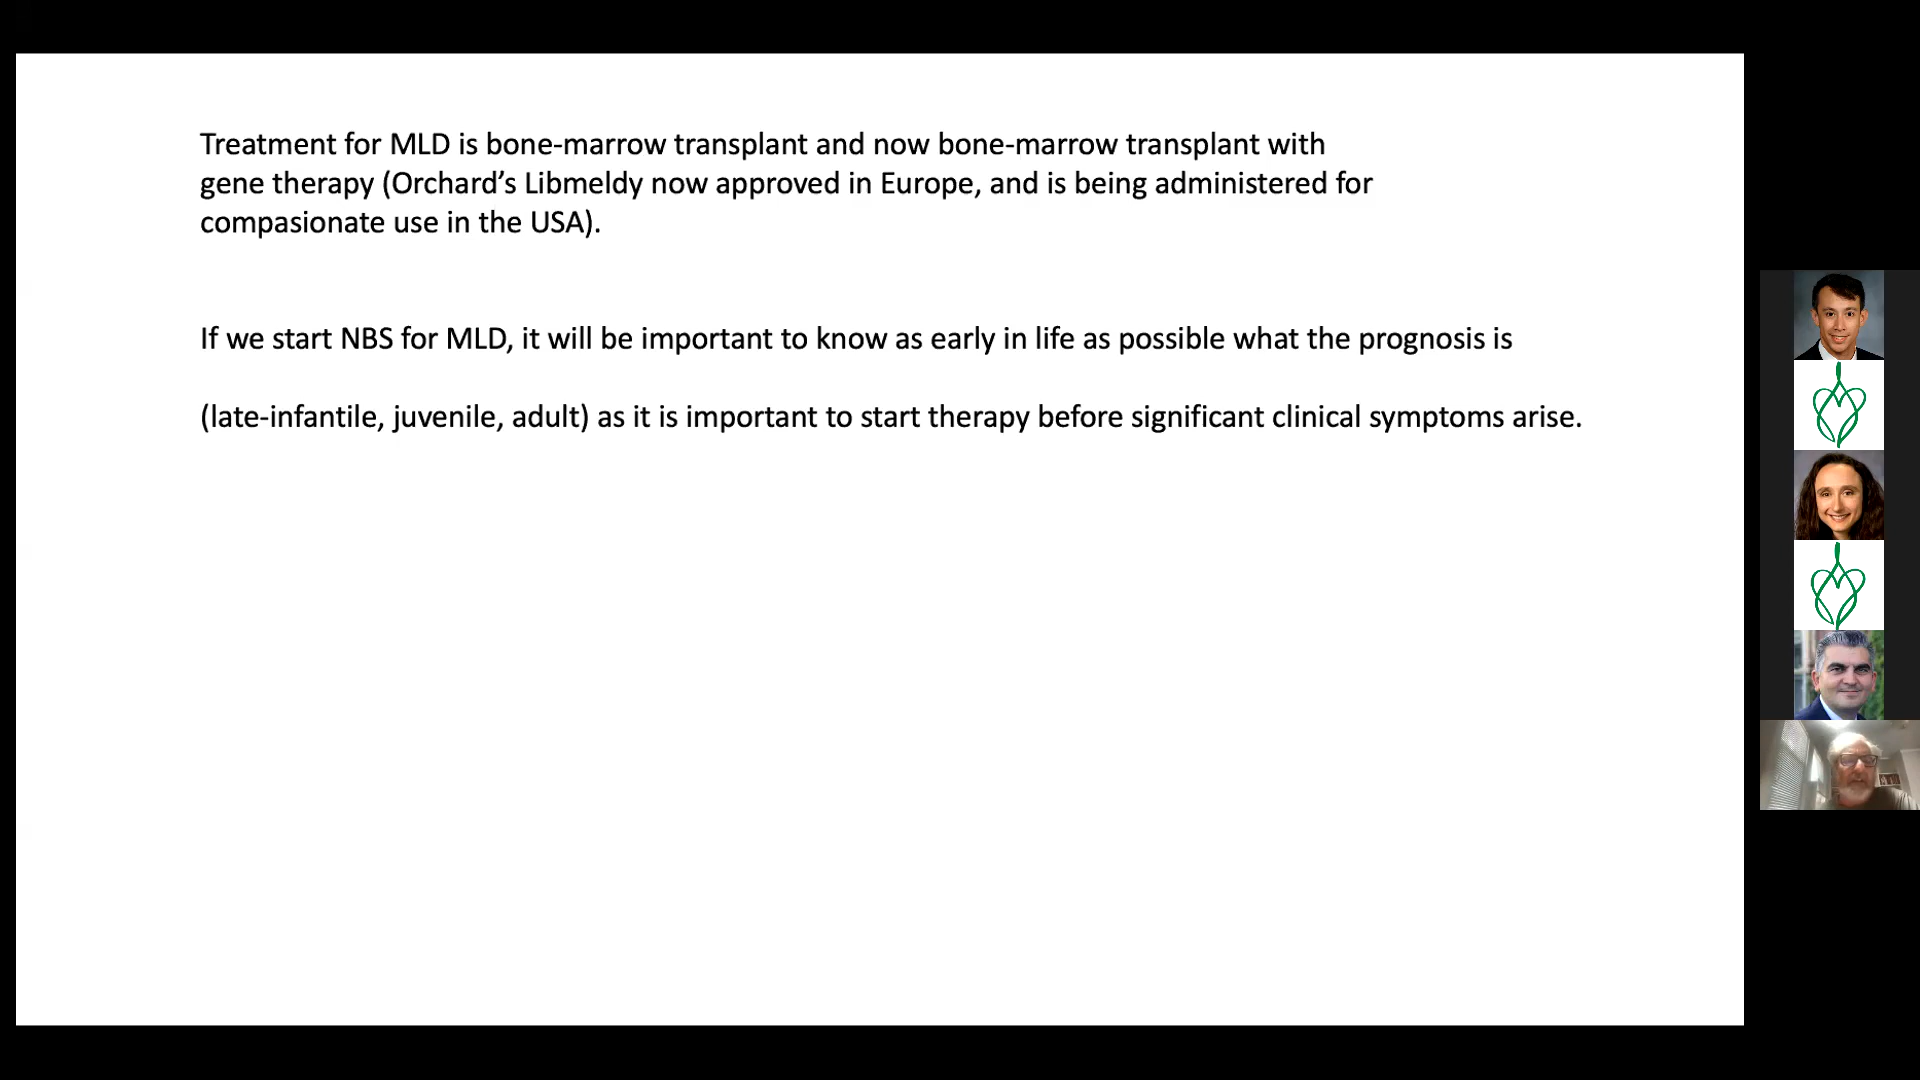 Treatment for MLD is bone-marrow transplant and now bone-marrow transplant with
gene therapy (Orchard’s Libmeldy now approved in Europe, and is being administered for
compasionate use in the USA).
If we start NBS for MLD, it will be important to know as early in life as possible what the prognosis is
(late-infantile, juvenile, adult) as it is important to start therapy before significant clinical symptoms arise.